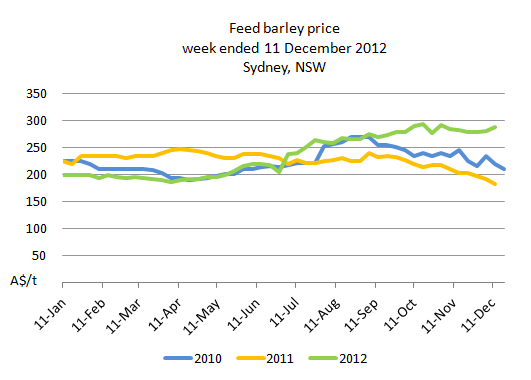 Feed barley price
week ended 11 December 2012
Sydney, NSW
350
300
250
200
150
100
50
A$/t
11-Jan
11-Feb
11-Mar
11-Apr
11-May
11-Jun
11-Jul
11-Aug
11-Sep
11-Oct
11-Nov
11-Dec
2010 2011 2012